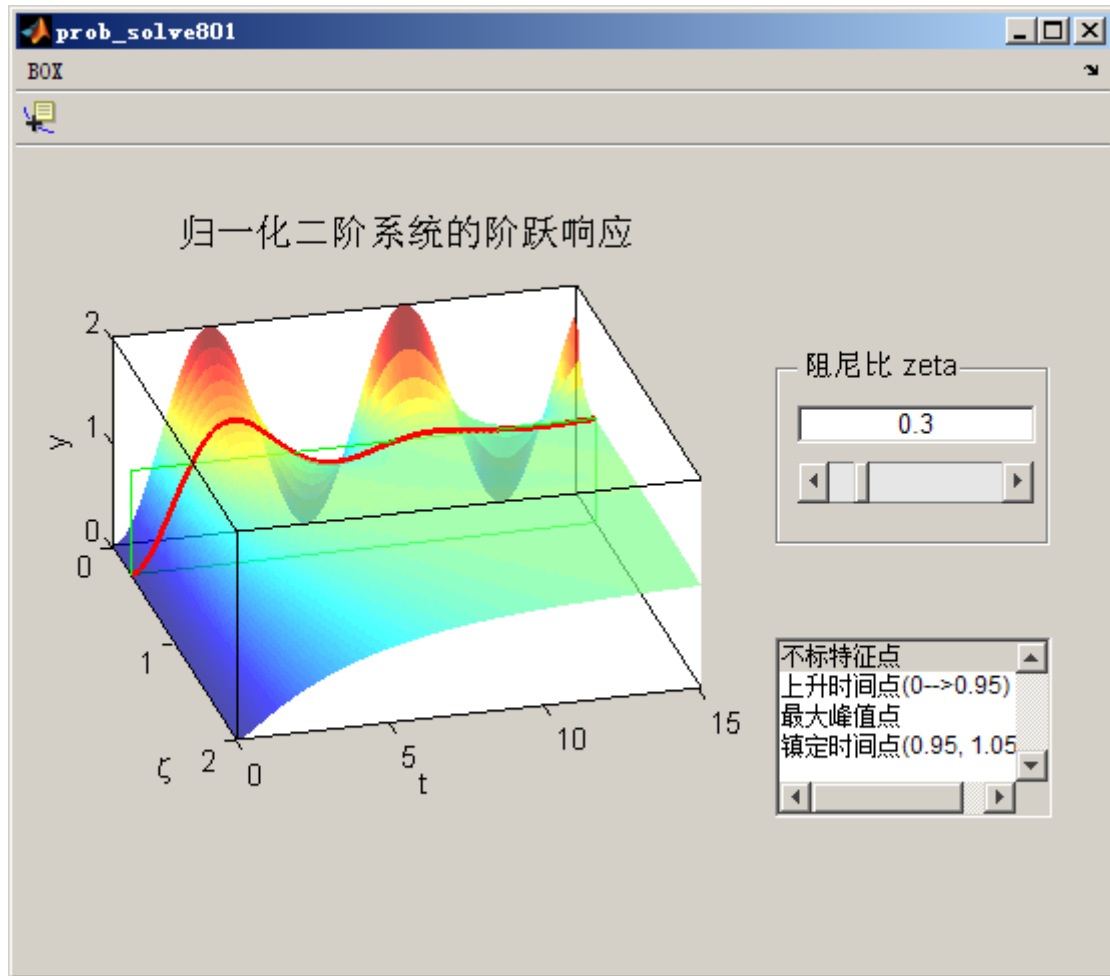 prob_solve801
BOX
归一化二阶系统的阶跃响应
2
1
0
y
0
1
2
ζ
0
5
10
15
t
阻尼比 zeta
0.3
不标特征点
上升时间点(0-->0.95)
最大峰值点
镇定时间点(0.95, 1.05